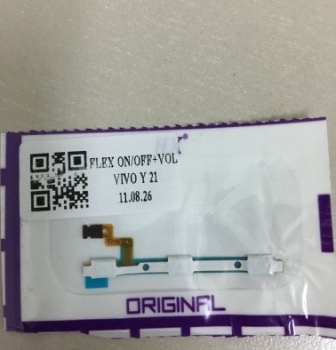 FLEX ON/OFF+VOL
VIVO Y 21
11.08.26
ORIGINAL